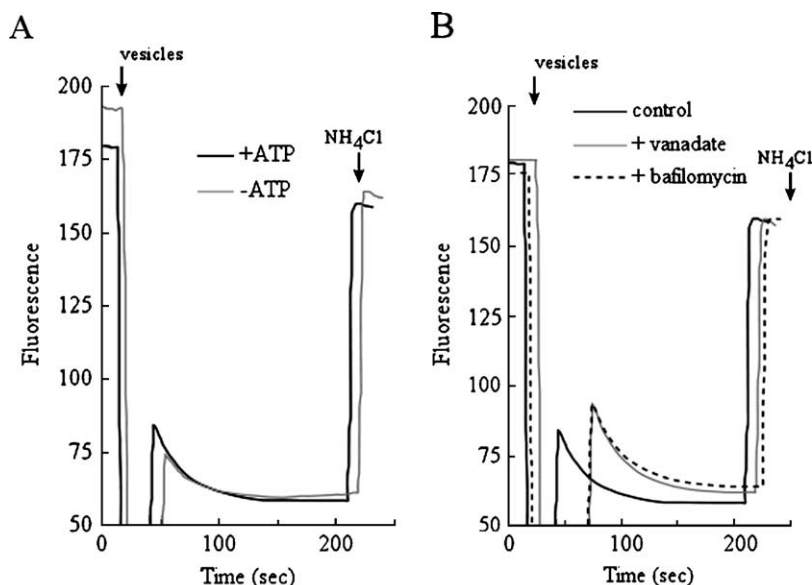 A
vesicles
200
175
150
125
100
75
50
Fluorescence
+ATP
-ATP
NH4Cl
0
100
200
Time (sec)
B
vesicles
200
175
150
125
100
75
50
Fluorescence
control
+ vanadate
+ bafilomycin
NH4Cl
0
100
200
Time (sec)